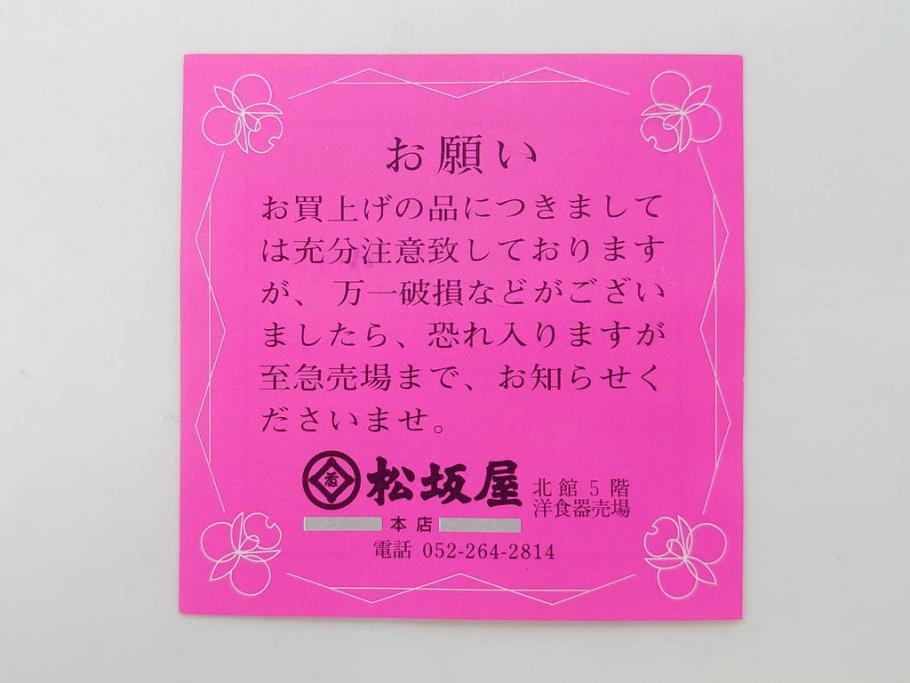 お願い
お買上げの品につきまして
は充分注意致しております
が、万一破損などがござい
ましたら、恐れ入りますが
至急売場まで、お知らせく
ださいませ。
松坂屋 北館5階
洋食器売場
本店
電話 052-264-2814